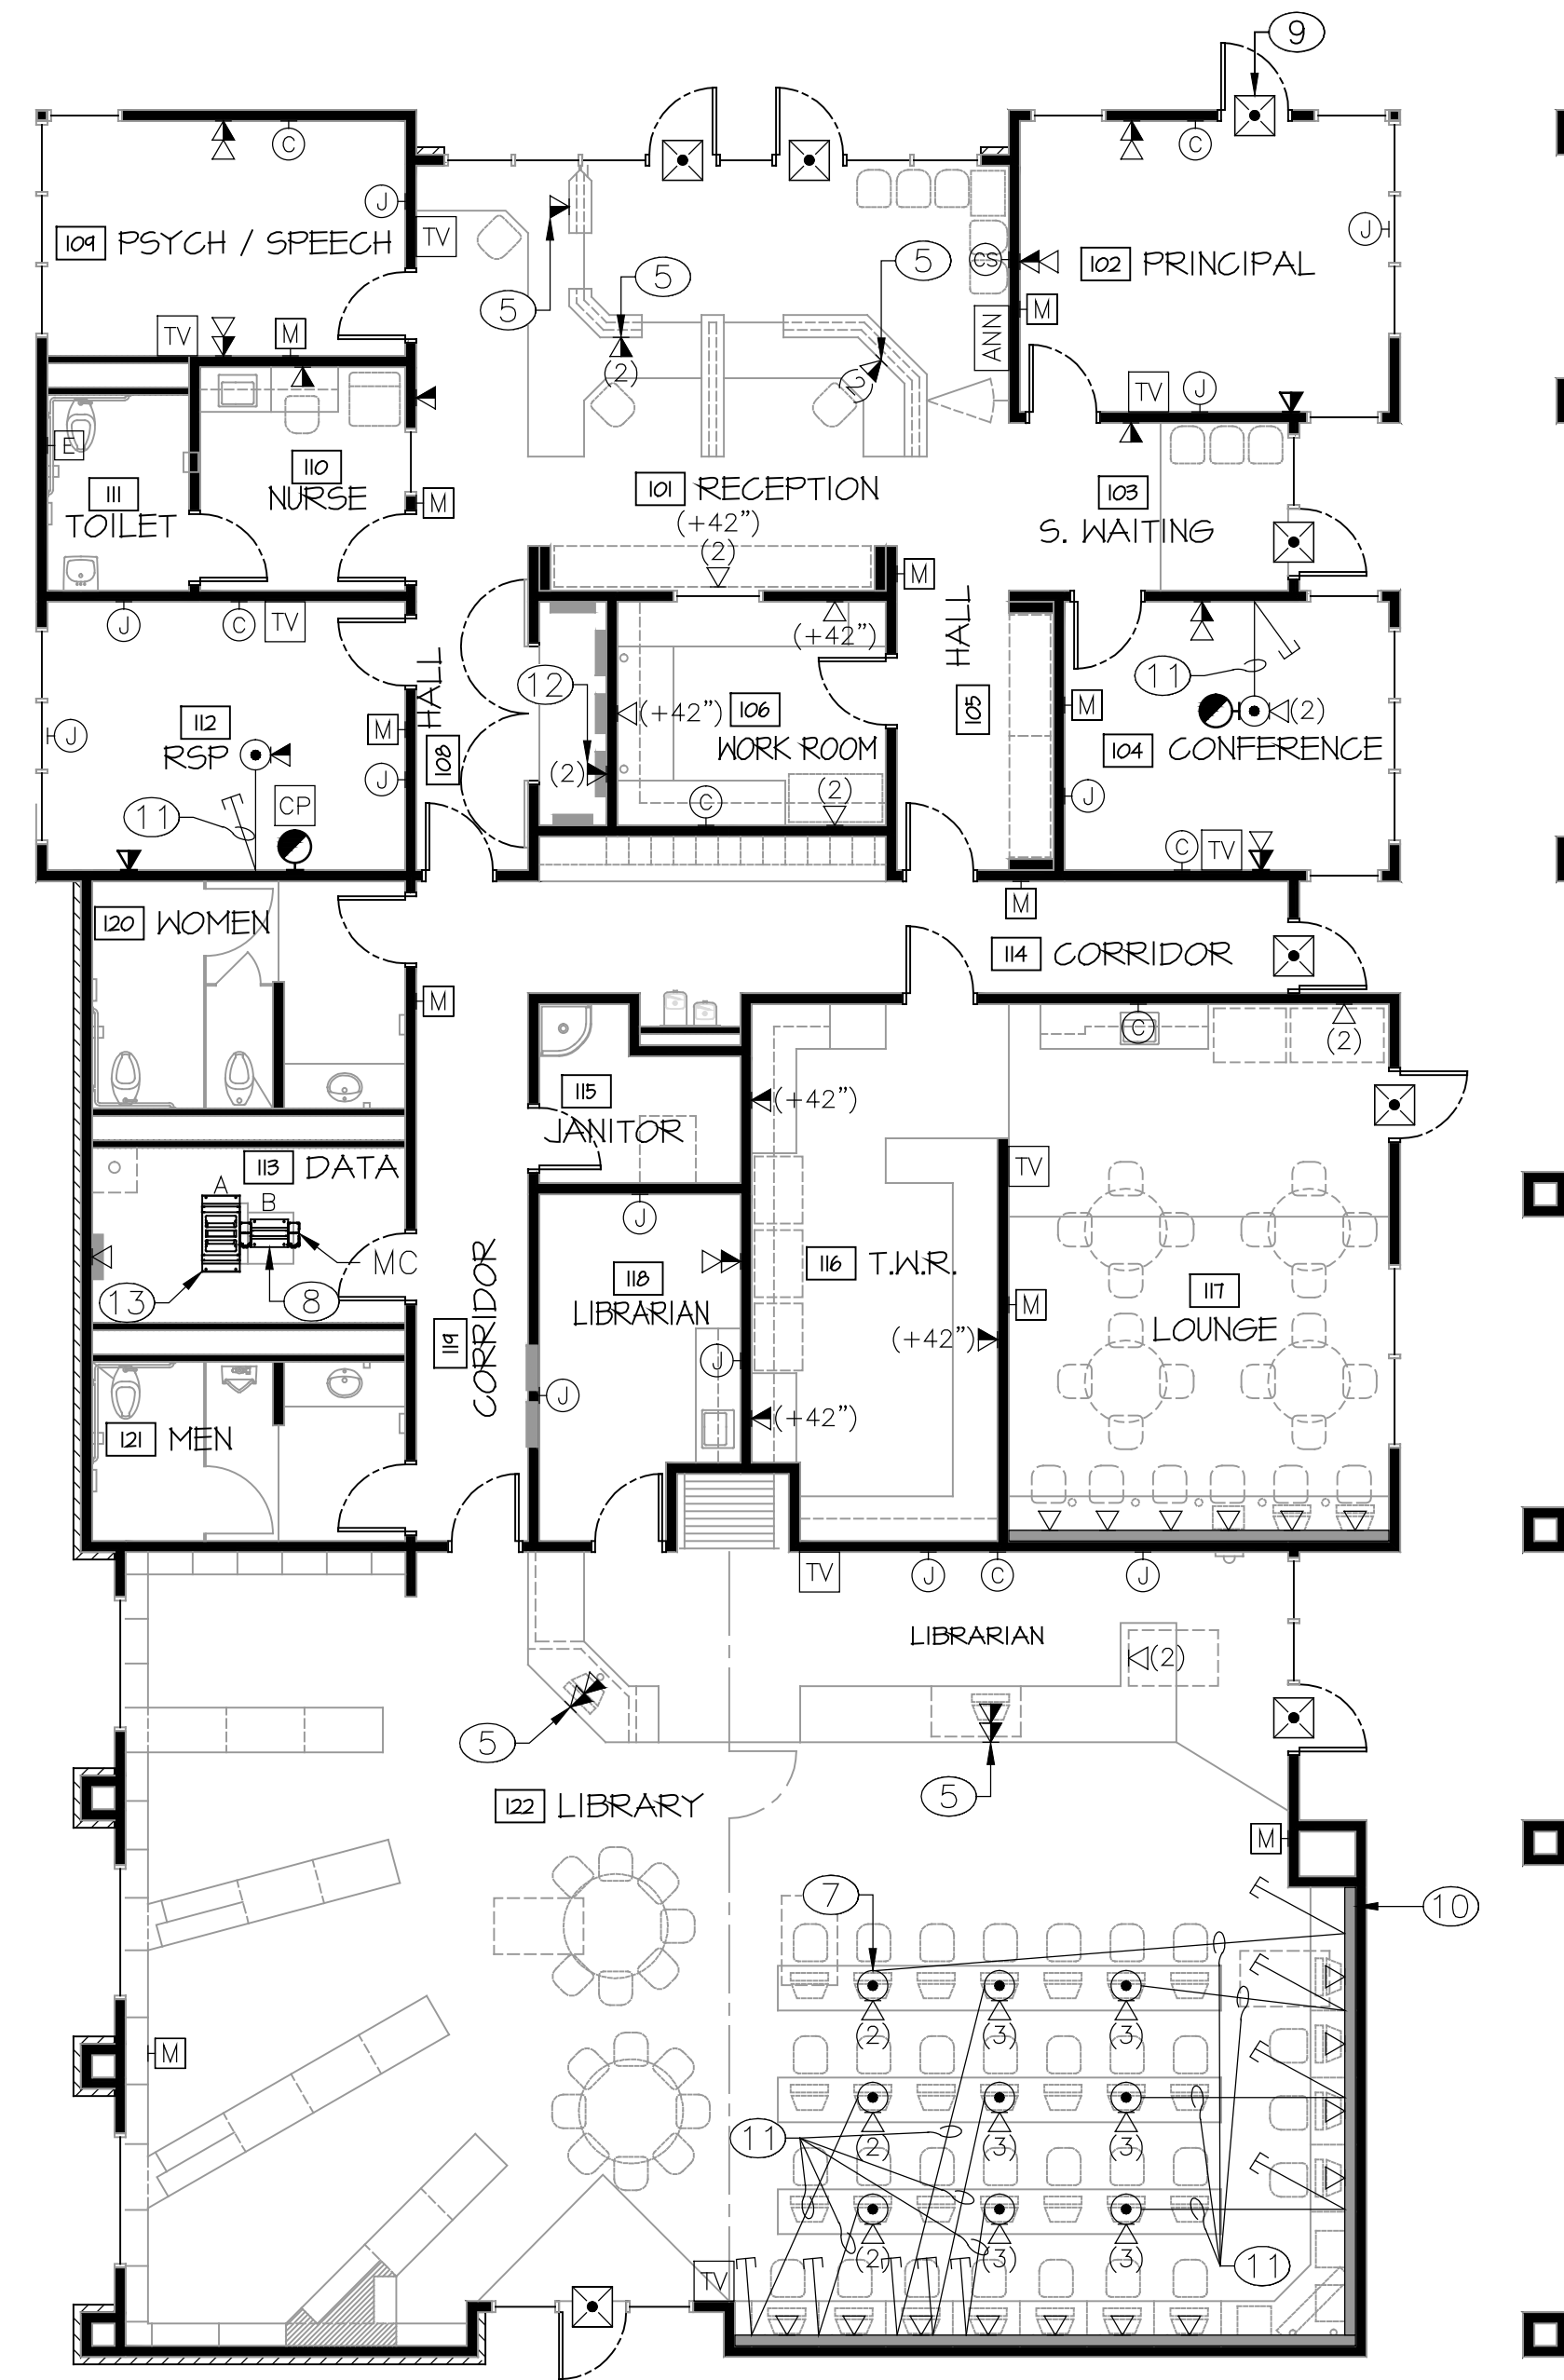 9
C
C
J
109 PSYCH / SPEECH
TV
5
5
5
CS
102 PRINCIPAL
J
M
ANN
TV
M
(2)
(2)
TV
J
E
110
NURSE
111
TOILET
M
101 RECEPTION
(+42")
(2)
103
S. WAITING
M
J
C
TV
HALL
HALL
(+42")
11
12
(+42")
106
WORK ROOM
105
M
(2)
104 CONFERENCE
112
RSP
J
M
108
J
CP
11
(2)
(2)
C
J
C
TV
120 WOMEN
M
M
114 CORRIDOR
C
(2)
115
JANITOR
(+42")
113 DATA
A
B
MC
13
8
TV
J
118
LIBRARIAN
116 T.W.R.
M
117
LOUNGE
119
CORRIDOR
(+42")
J
J
(+42")
121 MEN
TV
J
C
J
LIBRARIAN
(2)
5
5
122 LIBRARY
M
7
10
M
(2)
(3)
(3)
11
(2)
(3)
(3)
(2)
(3)
(3)
11
TV